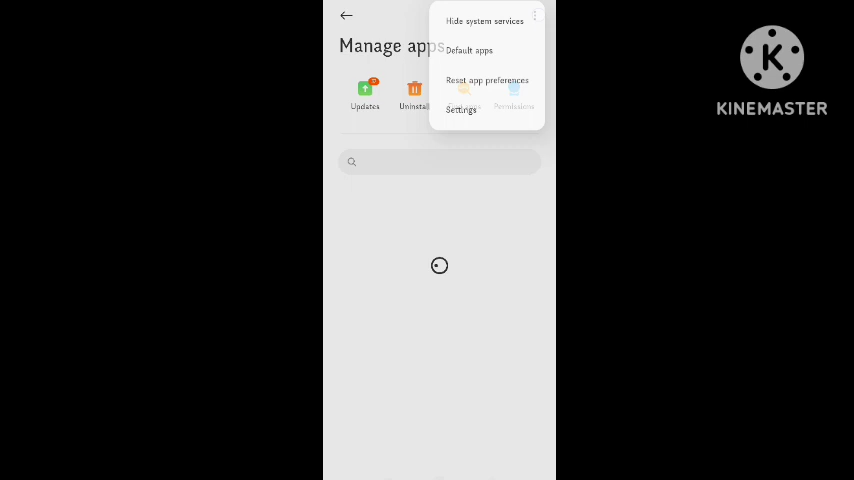 Hide system services
Manage apps
Default apps
Reset app preferences
Updates
Uninstall
Permissions
Settings
K
KINEMASTER